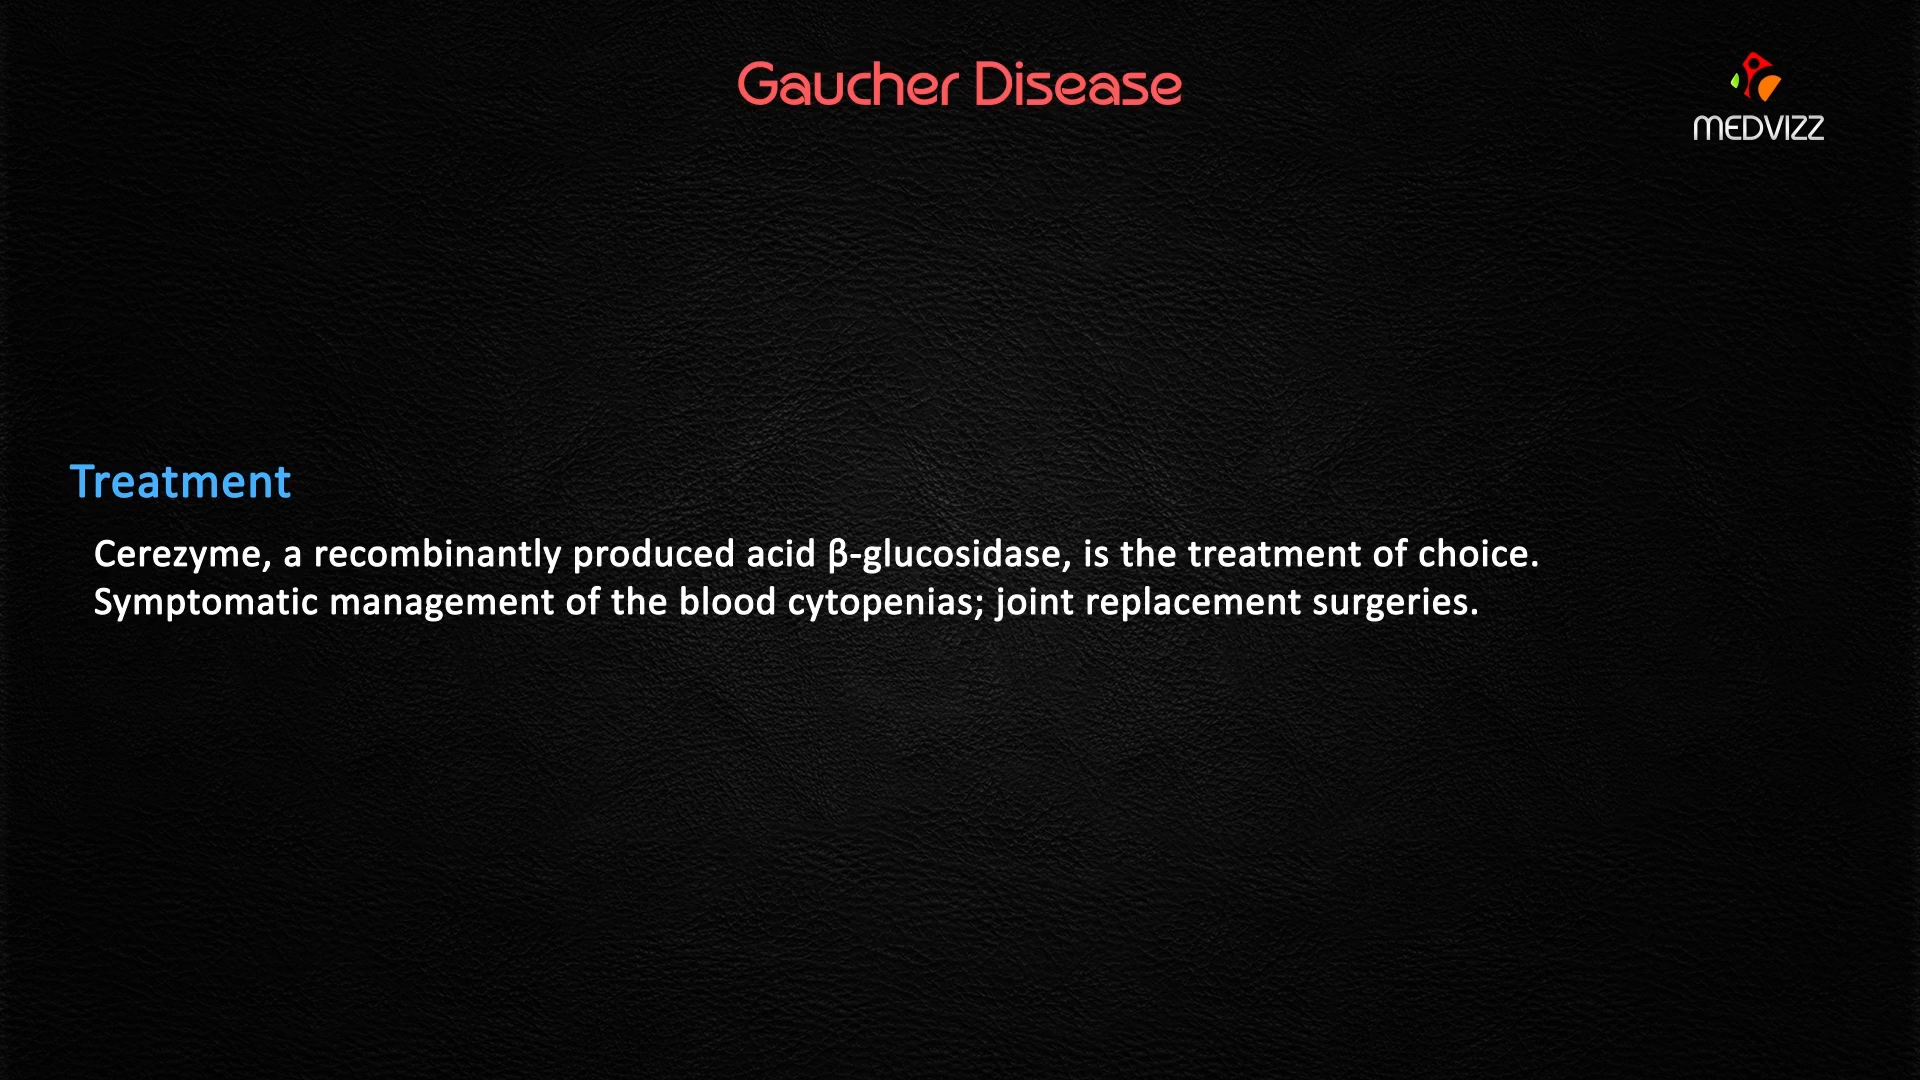 Gaucher Disease
MEDVIZZ
Treatment
Cerezyme, a recombinantly produced acid β-glucosidase, is the treatment of choice.
Symptomatic management of the blood cytopenias; joint replacement surgeries.